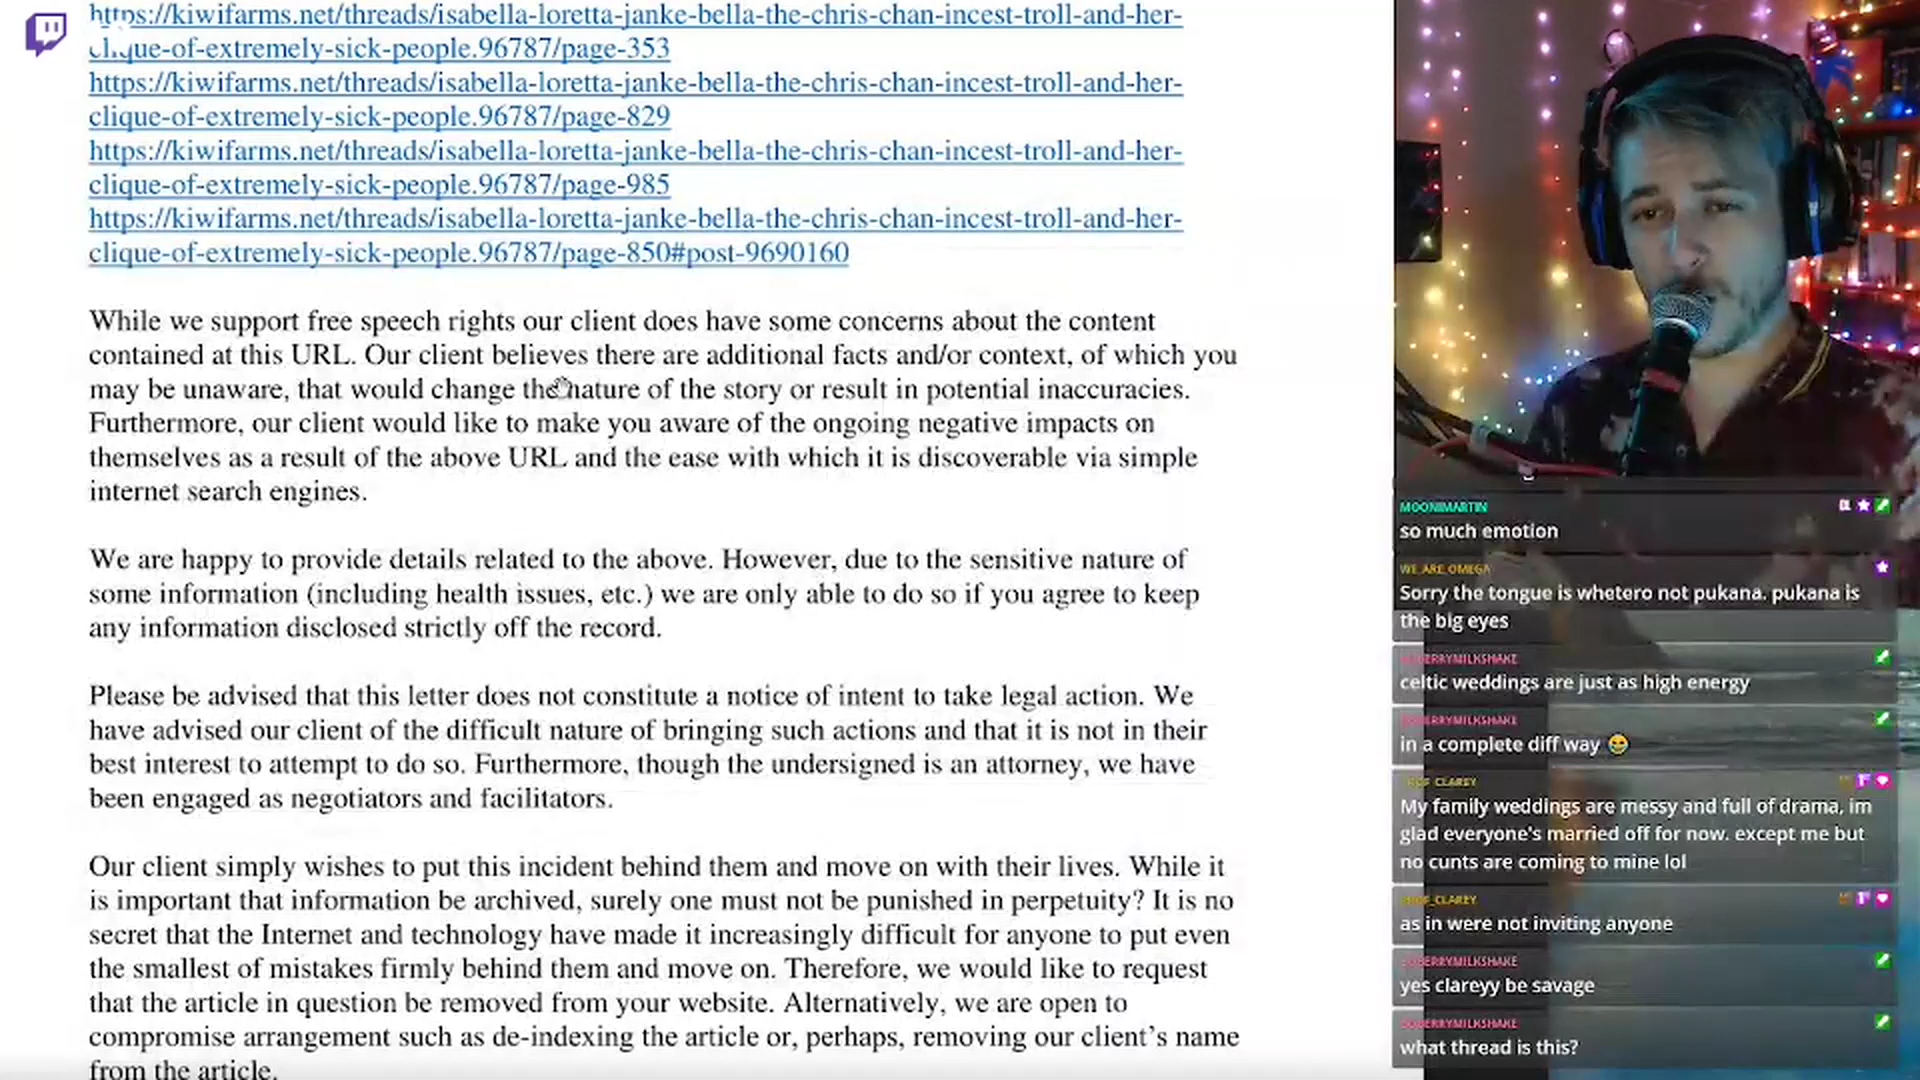 https://kiwifarms.net/threads/isabella-loretta-janke-bella-the-chris-chan-incest-troll-and-her-
clique-of-extremely-sick-people.96787/page-353
https://kiwifarms.net/threads/isabella-loretta-janke-bella-the-chris-chan-incest-troll-and-her-
clique-of-extremely-sick-people.96787/page-829
https://kiwifarms.net/threads/isabella-loretta-janke-bella-the-chris-chan-incest-troll-and-her-
clique-of-extremely-sick-people.96787/page-985
https://kiwifarms.net/threads/isabella-loretta-janke-bella-the-chris-chan-incest-troll-and-her-
clique-of-extremely-sick-people.96787/page-850#post-9690160
While we support free speech rights our client does have some concerns about the content
contained at this URL. Our client believes there are additional facts and/or context, of which you
may be unaware, that would change the nature of the story or result in potential inaccuracies.
Furthermore, our client would like to make you aware of the ongoing negative impacts on
themselves as a result of the above URL and the ease with which it is discoverable via simple
internet search engines.
We are happy to provide details related to the above. However, due to the sensitive nature of
some information (including health issues, etc.) we are only able to do so if you agree to keep
any information disclosed strictly off the record.
Please be advised that this letter does not constitute a notice of intent to take legal action. We
have advised our client of the difficult nature of bringing such actions and that it is not in their
best interest to attempt to do so. Furthermore, though the undersigned is an attorney, we have
been engaged as negotiators and facilitators.
Our client simply wishes to put this incident behind them and move on with their lives. While it
is important that information be archived, surely one must not be punished in perpetuity? It is no
secret that the Internet and technology have made it increasingly difficult for anyone to put even
the smallest of mistakes firmly behind them and move on. Therefore, we would like to request
that the article in question be removed from your website. Alternatively, we are open to
compromise arrangement such as de-indexing the article or, perhaps, removing our client's name
from the article.
MOONIMARTIN
so much emotion
WE_ARE_OMEGA
Sorry the tongue is whetero not pukana. pukana is
the big eyes
celtic weddings are just as high energy
in a complete diff way 😂
My family weddings are messy and full of drama, im
glad everyone's married off for now. except me but
no cunts are coming to mine lol
as in were not inviting anyone
yes clareyy be savage
what thread is this?